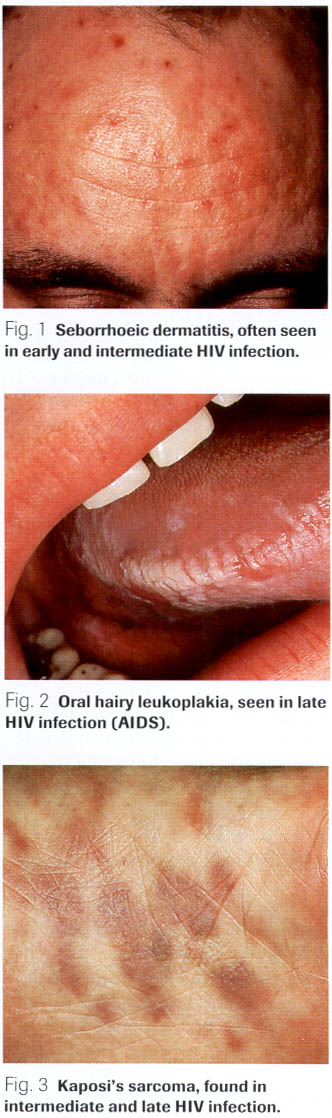 Fig. 1 Seborrhoeic dermatitis, often seen
in early and intermediate HIV infection.
Fig. 2 Oral hairy leukoplakia, seen in late
HIV infection (AIDS).
Fig. 3 Kaposi's sarcoma, found in
intermediate and late HIV infection.